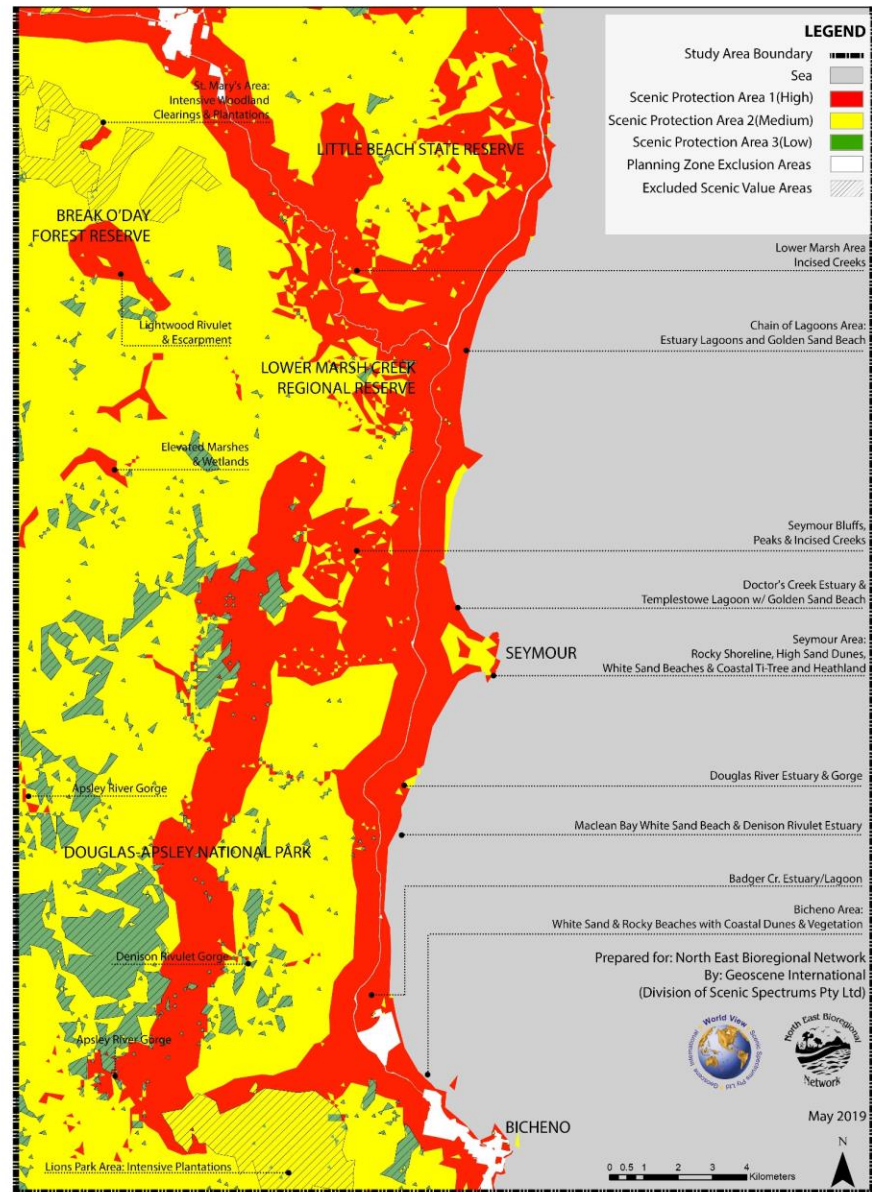 LEGEND
Study Area Boundary
Sea
Scenic Protection Area 1(High)
Scenic Protection Area 2(Medium)
Scenic Protection Area 3(Low)
Planning Zone Exclusion Areas
Excluded Scenic Value Areas
St. Mary's Area:
Intensive Woodland
Clearings & Plantations
LITTLE BEACH STATE RESERVE
BREAK O'DAY
FOREST RESERVE
Lower Marsh Area
Incised Creeks
Lightwood Rivulet
& Escarpment
Chain of Lagoons Area:
Estuary Lagoons and Golden Sand Beach
LOWER MARSH CREEK
REGIONAL RESERVE
Elevated Marshes
& Wetlands
Seymour Bluffs,
Peaks & Incised Creeks
Doctor's Creek Estuary &
Templestowe Lagoon w/ Golden Sand Beach
SEYMOUR
Seymour Area:
Rocky Shoreline, High Sand Dunes,
White Sand Beaches & Coastal Ti-Tree and Heathland
Apsley River Gorge
Douglas River Estuary & Gorge
Maclean Bay White Sand Beach & Denison Rivulet Estuary
DOUGLAS-APSLEY NATIONAL PARK
Badger Cr. Estuary/Lagoon
Bicheno Area:
White Sand & Rocky Beaches with Coastal Dunes & Vegetation
Denison Rivulet Gorge
Prepared for: North East Bioregional Network
By: Geoscene International
(Division of Scenic Spectrums Pty Ltd)
World View
Geoscene International
Scenic Spectrums Pty Ltd
North East Bioregional
Network
Apsley River Gorge
BICHENO
May 2019
N
Lions Park Area: Intensive Plantations
0 0.5 1 2 3 4
Kilometers